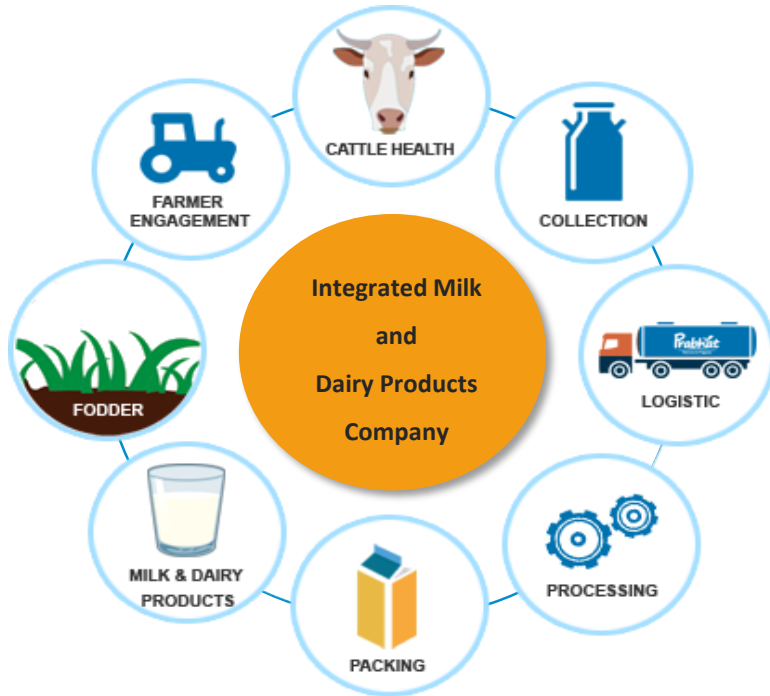 CATTLE HEALTH
FARMER
ENGAGEMENT
COLLECTION
Integrated Milk
and
Dairy Products
Company
Prabhat
LOGISTIC
FODDER
MILK & DAIRY
PRODUCTS
PROCESSING
PACKING